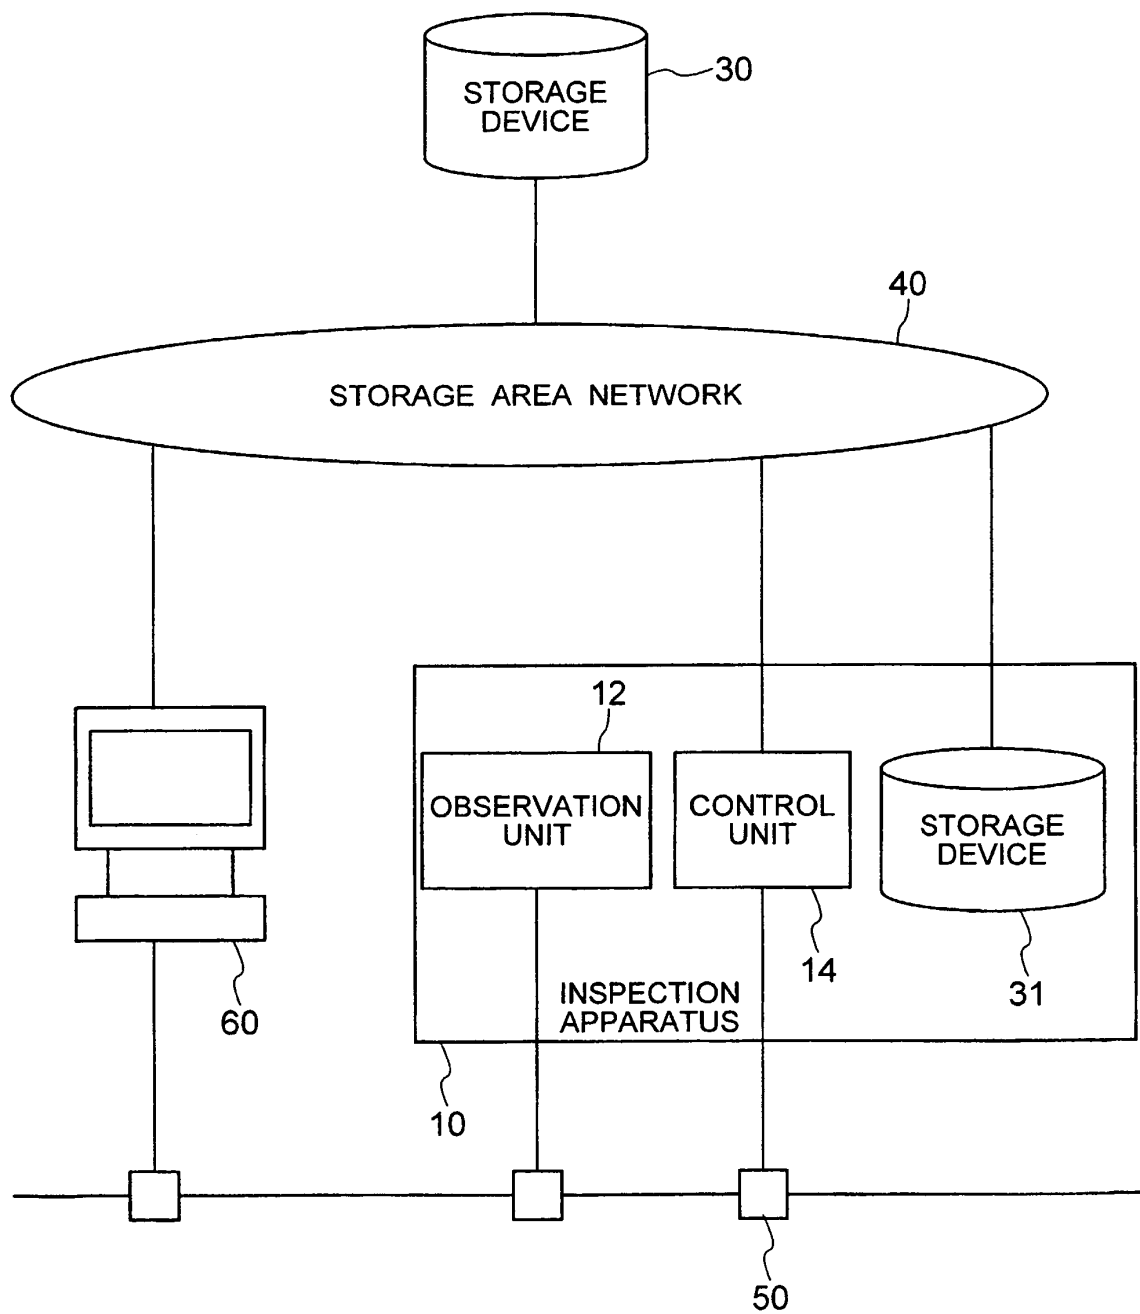 STORAGE
DEVICE
30
40
STORAGE AREA NETWORK
12
OBSERVATION
UNIT
CONTROL
UNIT
STORAGE
DEVICE
14
31
INSPECTION
APPARATUS
60
10
50